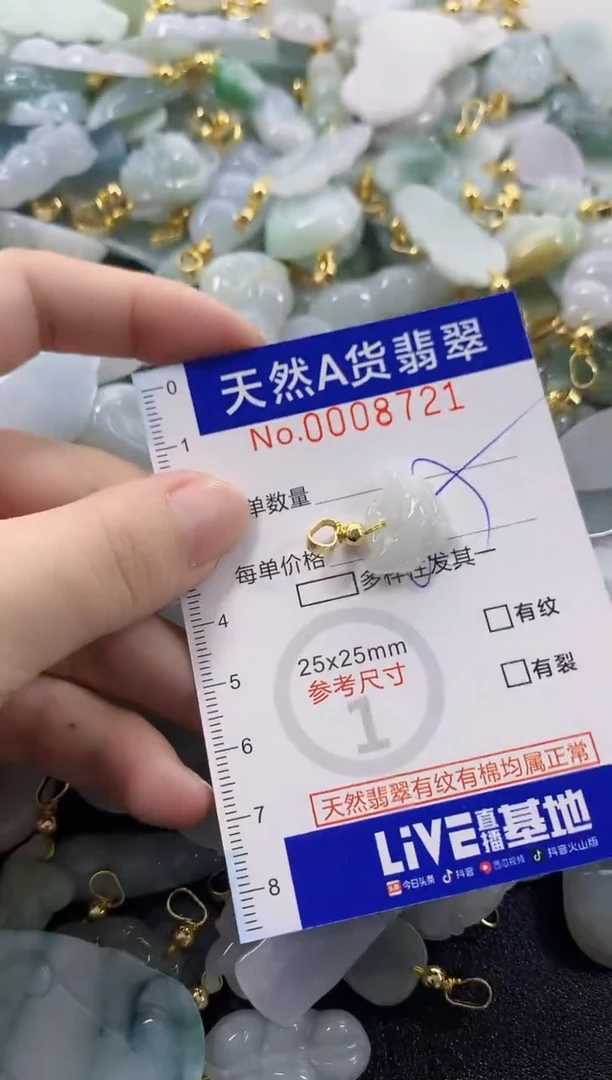 天然A货翡翠
No.0008721
0
1
单数量
每单价格
多样性发其一
4
有纹
25x25mm
参考尺寸
5
有裂
1
6
天然翡翠有纹有棉均属正常
7
LiVE直播基地
8
今日头条 抖音 西瓜视频 抖音火山版